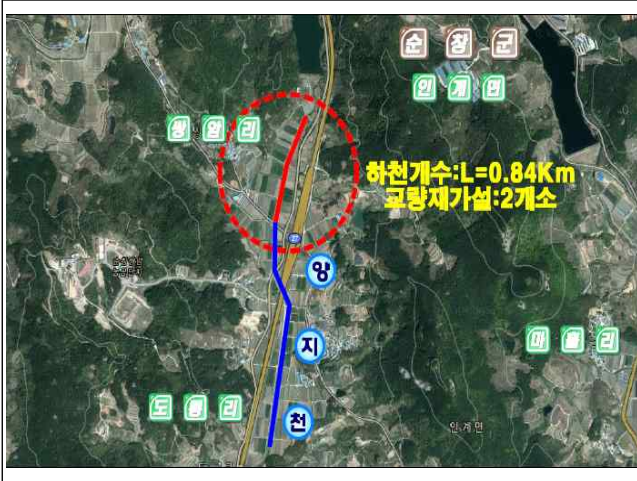 순 창 군
인 계 면
쌍 암 리
하천개수:L=0.84Km
교량재가설:2개소
양
지
천
마 흘 리
도 룡 리
인계면